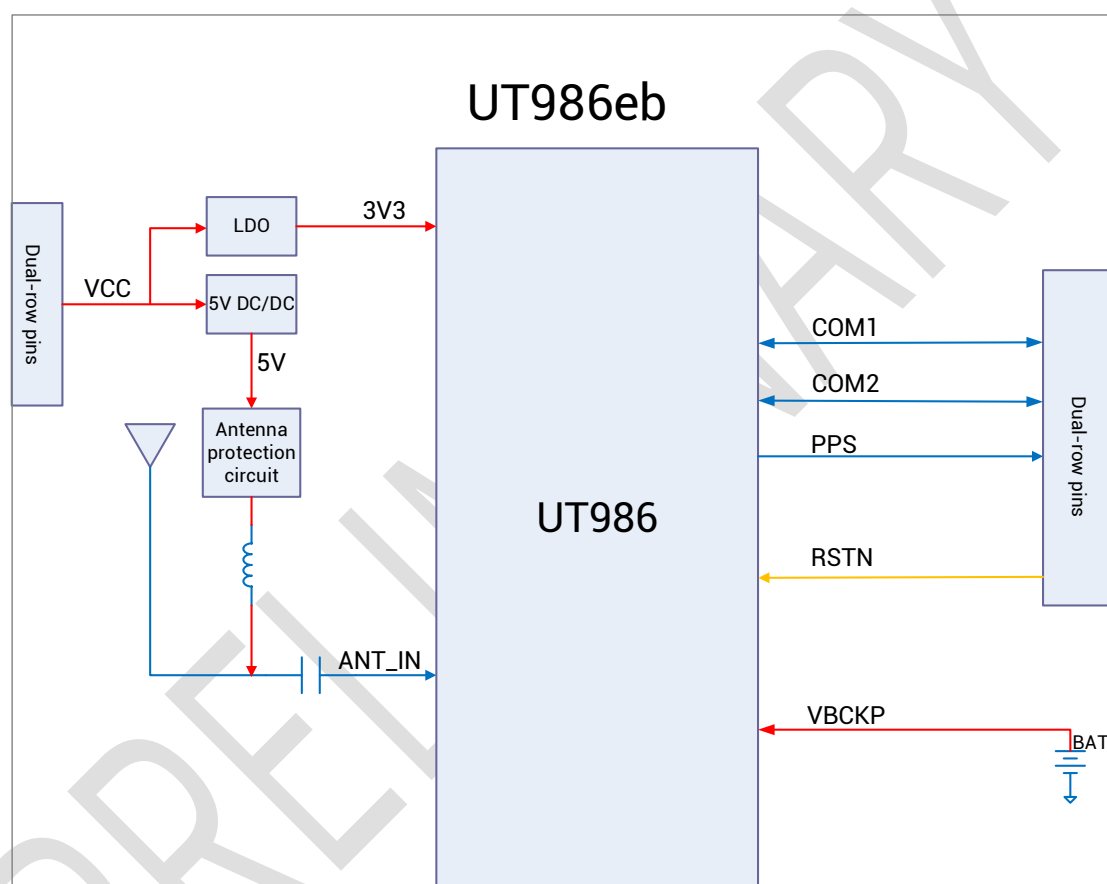 UT986eb
Dual-row pins
VCC
LDO
3V3
5V DC/DC
5V
Antenna
protection
circuit
ANT_IN
UT986
COM1
COM2
PPS
RSTN
Dual-row pins
VBCKP
BAT
PRELIMINARY